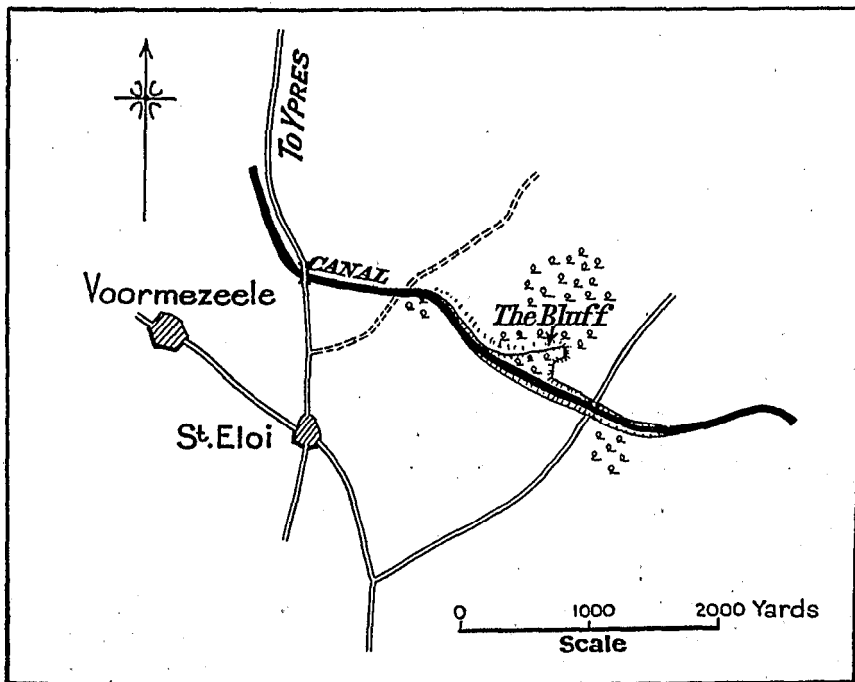 To YPRES
CANAL
Voormezeele
The Bluff
St. Eloi
0 1000 2000 Yards
Scale